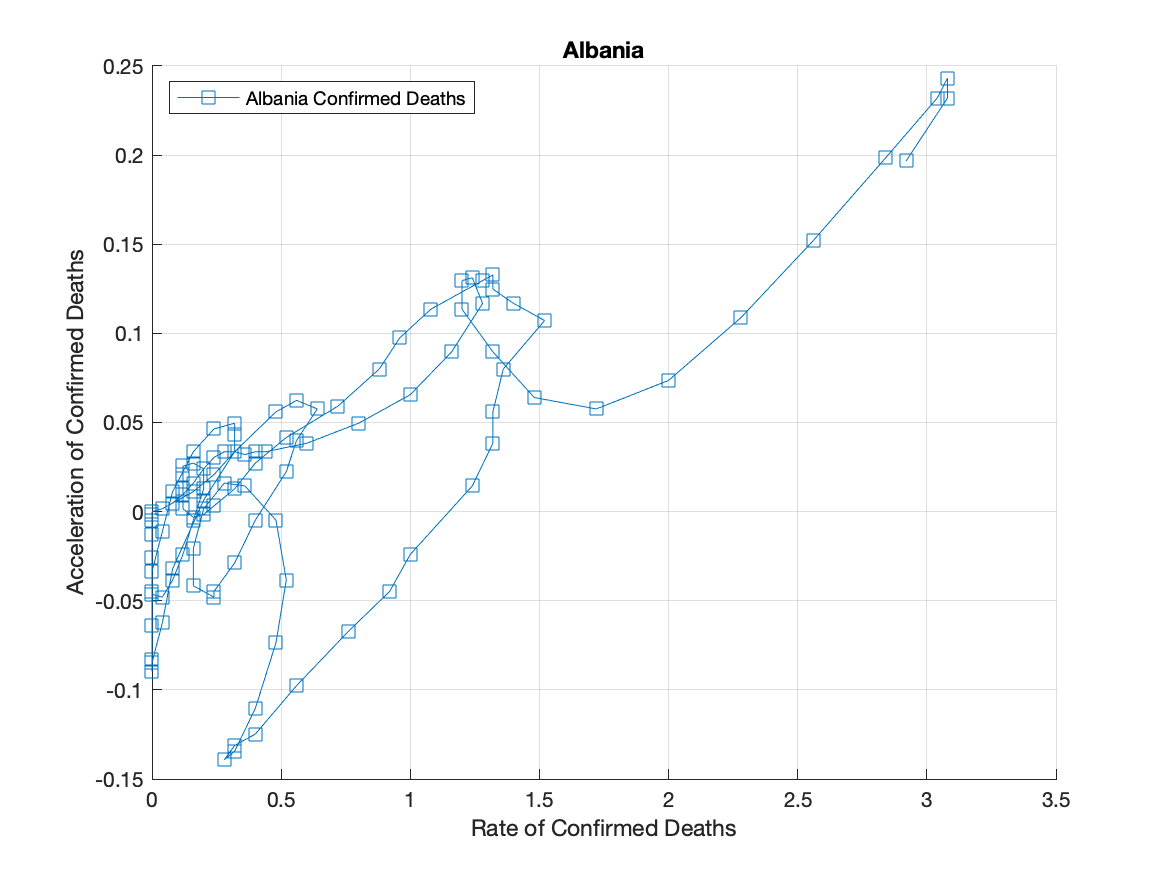 Albania
Albania Confirmed Deaths
0.25
0.2
0.15
0.1
0.05
0
-0.05
-0.1
-0.15
Acceleration of Confirmed Deaths
0 0.5 1 1.5 2 2.5 3 3.5
Rate of Confirmed Deaths